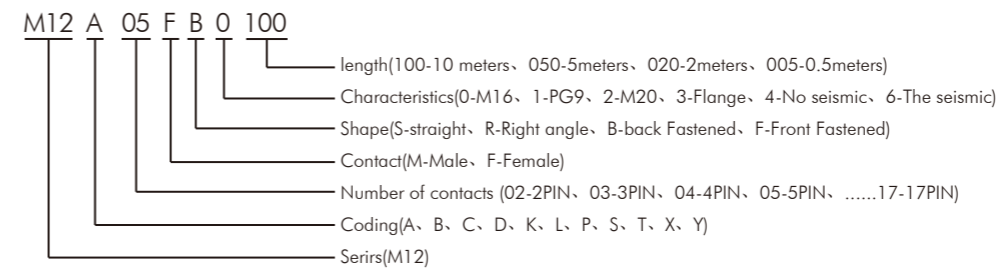 M12 A 05 F B 0 100
length(100-10 meters、050-5meters、020-2meters、005-0.5meters)
Characteristics(0-M16、1-PG9、2-M20、3-Flange、4-No seismic、6-The seismic)
Shape(S-straight、R-Right angle、B-back Fastened、F-Front Fastened)
Contact(M-Male、F-Female)
Number of contacts (02-2PIN、03-3PIN、04-4PIN、05-5PIN、......17-17PIN)
Coding(A、B、C、D、K、L、P、S、T、X、Y)
Serirs(M12)